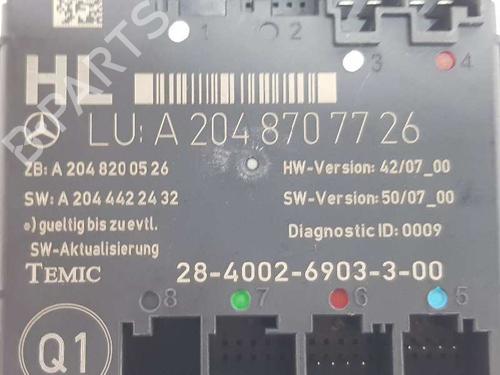 1 2
3 4
HL
B-PARTS
LU: A 204 870 77 26
ZB: A 204 820 05 26
HW-Version: 42/07_00
SW: A 204 442 24 32
SW-Version: 50/07_00
•) gueltig bis zu evtl.
Diagnostic ID: 0009
SW-Aktualisierung
TEMIC
28-4002-6903-3-00
8 7 6 5
Q1